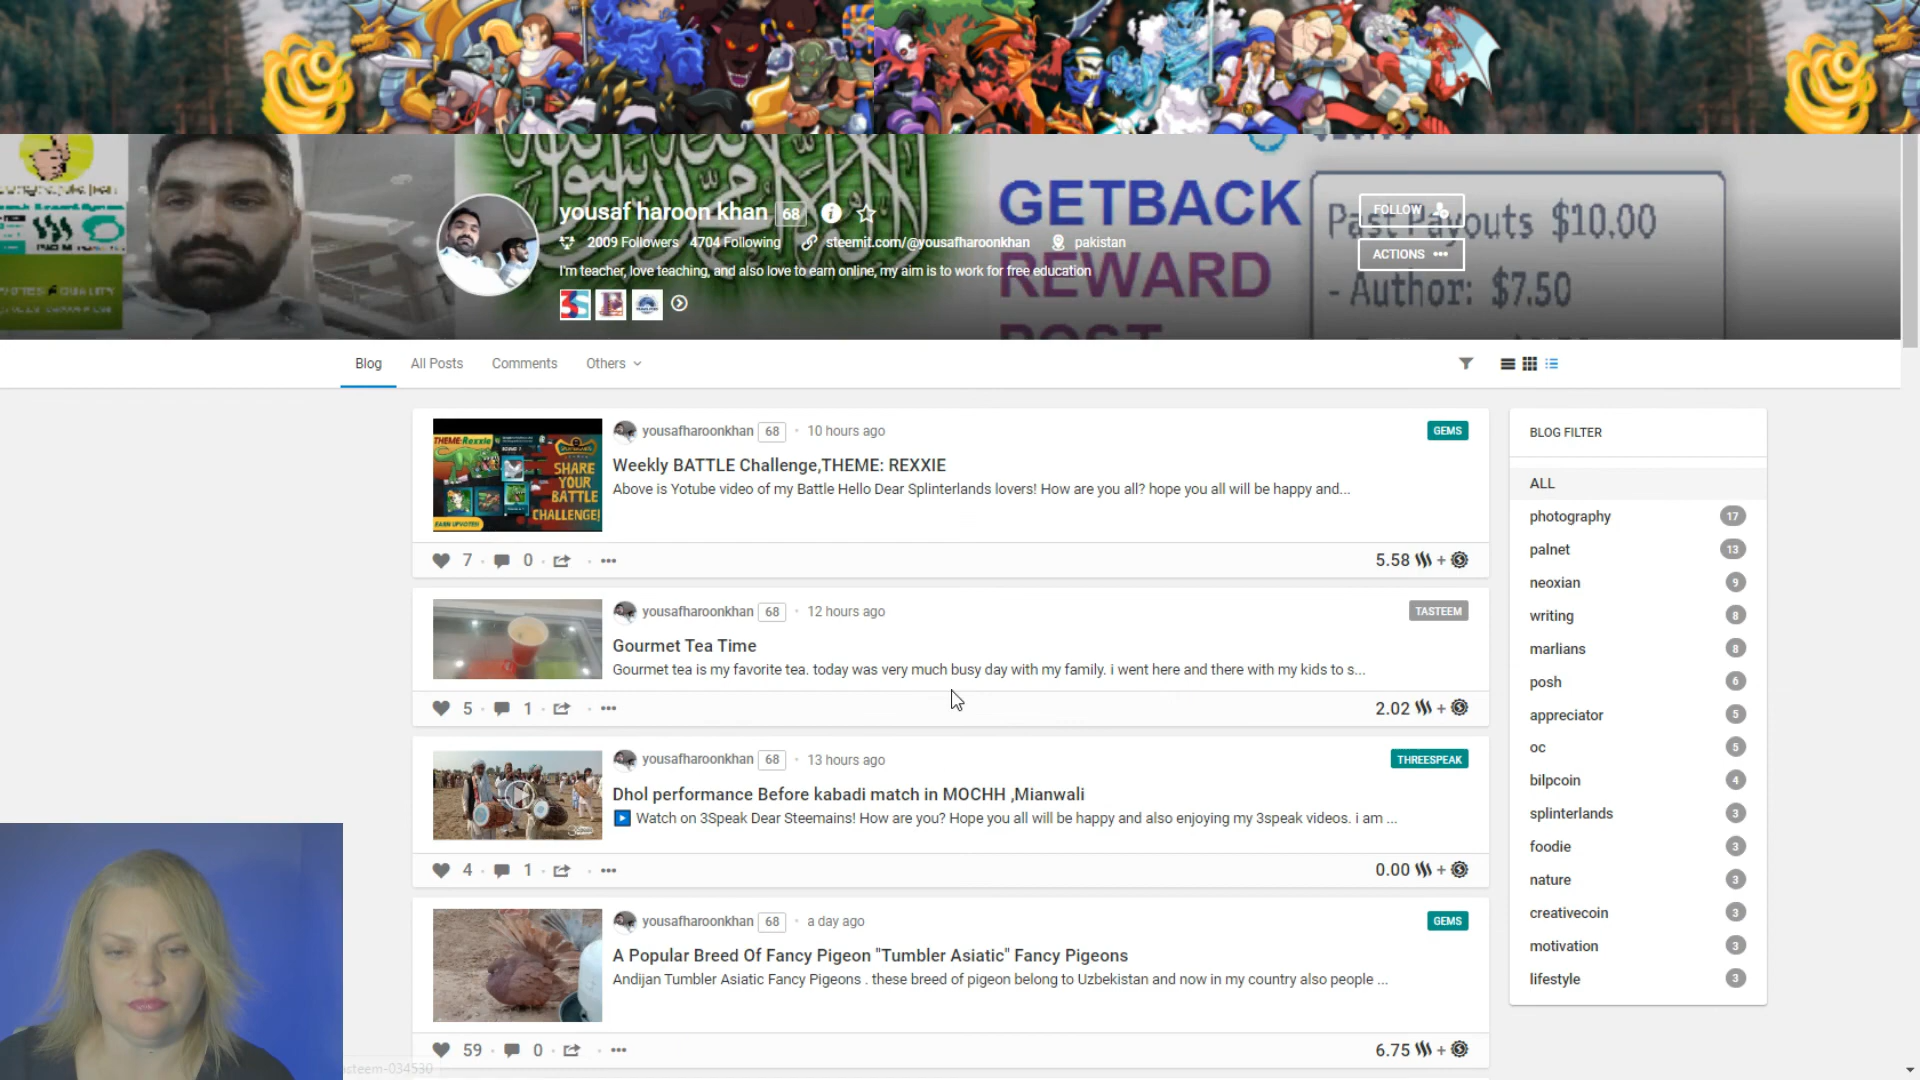 GETBACK
REWARD
Past Payouts $10.00
- Author: $7.50
yousaf haroon khan 68
2009 Followers 4704 Following steemit.com/@yousafharoonkhan pakistan
I'm teacher, love teaching, and also love to earn online, my aim is to work for free education
FOLLOW
ACTIONS
Blog All Posts Comments Others
yousafharoonkhan 68 • 10 hours ago GEMS
Weekly BATTLE Challenge,THEME: REXXIE
Above is Yotube video of my Battle Hello Dear Splinterlands lovers! How are you all? hope you all will be happy and...
THEME:Rexxie
SHARE
YOUR
BATTLE
CHALLENGE!
EARN UPVOTES!
7 0 5.58 +
yousafharoonkhan 68 • 12 hours ago TASTEEM
Gourmet Tea Time
Gourmet tea is my favorite tea. today was very much busy day with my family. i went here and there with my kids to s...
5 1 2.02 +
yousafharoonkhan 68 • 13 hours ago THREESPEAK
Dhol performance Before kabadi match in MOCHH ,Mianwali
Watch on 3Speak Dear Steemains! How are you? Hope you all will be happy and also enjoying my 3speak videos. i am ...
4 1 0.00 +
yousafharoonkhan 68 • a day ago GEMS
A Popular Breed Of Fancy Pigeon "Tumbler Asiatic" Fancy Pigeons
Andijan Tumbler Asiatic Fancy Pigeons . these breed of pigeon belong to Uzbekistan and now in my country also people ...
59 0 6.75 +
BLOG FILTER
ALL
photography 17
palnet 13
neoxian 9
writing 8
marlians 8
posh 6
appreciator 5
oc 5
bilpcoin 4
splinterlands 3
foodie 3
nature 3
creativecoin 3
motivation 3
lifestyle 3
steem-034530